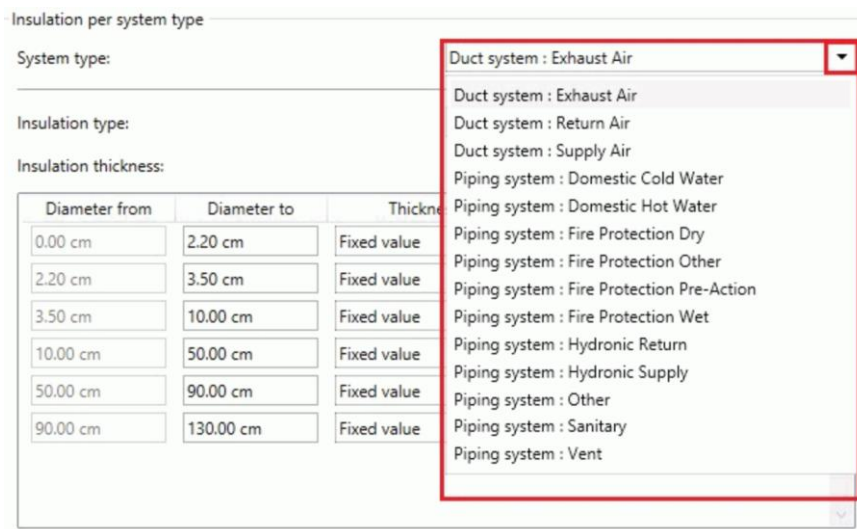 Insulation per system type
System type:
Duct system : Exhaust Air
Duct system : Exhaust Air
Duct system : Return Air
Duct system : Supply Air
Piping system : Domestic Cold Water
Piping system : Domestic Hot Water
Piping system : Fire Protection Dry
Piping system : Fire Protection Other
Piping system : Fire Protection Pre-Action
Piping system : Fire Protection Wet
Piping system : Hydronic Return
Piping system : Hydronic Supply
Piping system : Other
Piping system : Sanitary
Piping system : Vent
Insulation type:
Insulation thickness:
Diameter from Diameter to Thickne
0.00 cm 2.20 cm Fixed value
2.20 cm 3.50 cm Fixed value
3.50 cm 10.00 cm Fixed value
10.00 cm 50.00 cm Fixed value
50.00 cm 90.00 cm Fixed value
90.00 cm 130.00 cm Fixed value